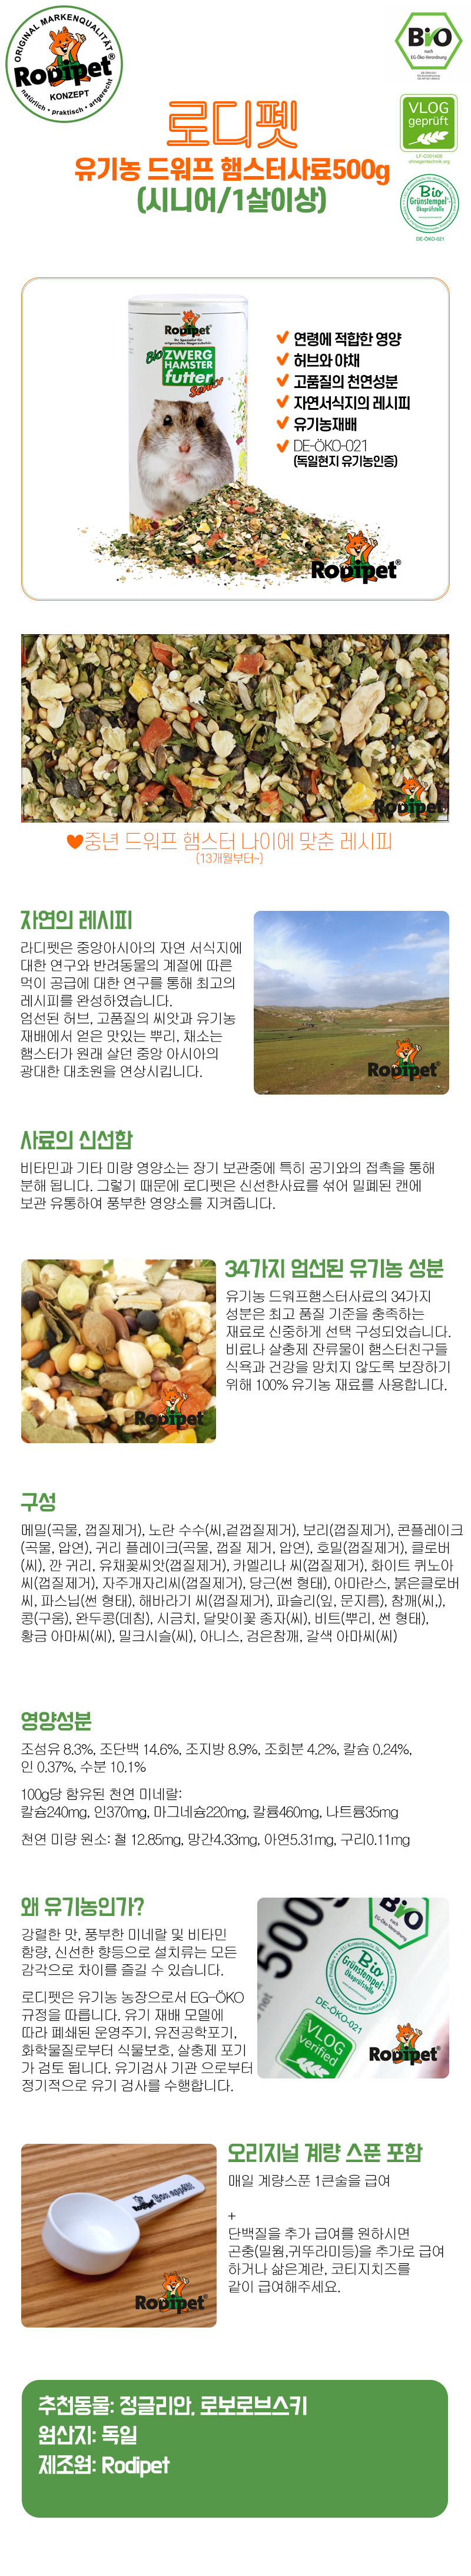 ORIGINAL MARKENQUALITÄT
Rodipet®
KONZEPT
natürlich • praktisch • artgerecht
Bio
nach
EG-Öko-Verordnung
VLOG
geprüft
ohnegentechnik.org
Bio
Grünstempel®
Ökoprüfstelle
DE-ÖKO-021
로디펫
유기농 드워프 햄스터사료500g
(시니어/1살이상)
Rodipet®
Bio ZWERG
HAMSTER
futter
Senior
연령에 적합한 영양
허브와 야채
고품질의 천연성분
자연서식지의 레시피
유기농재배
DE-ÖKO-021
(독일현지 유기농인증)
Rodipet®
Rodipet
중년 드워프 햄스터 나이에 맞춘 레시피
(13개월부터~)
자연의 레시피
라디펫은 중앙아시아의 자연 서식지에
대한 연구와 반려동물의 계절에 따른
먹이 공급에 대한 연구를 통해 최고의
레시피를 완성하였습니다.
엄선된 허브, 고품질의 씨앗과 유기농
재배에서 얻은 맛있는 뿌리, 채소는
햄스터가 원래 살던 중앙 아시아의
광대한 대초원을 연상시킵니다.
Rodipet®
사료의 신선함
비타민과 기타 미량 영양소는 장기 보관중에 특히 공기와의 접촉을 통해
분해 됩니다. 그렇기 때문에 로디펫은 신선한사료를 섞어 밀폐된 캔에
보관 유통하여 풍부한 영양소를 지켜줍니다.
Rodipet®
34가지 엄선된 유기농 성분
유기농 드워프햄스터사료의 34가지
성분은 최고 품질 기준을 충족하는
재료로 신중하게 선택 구성되었습니다.
비료나 살충제 잔류물이 햄스터친구들
식욕과 건강을 망치지 않도록 보장하기
위해 100% 유기농 재료를 사용합니다.
구성
메밀(곡물, 껍질제거), 노란 수수(씨,겉껍질제거), 보리(껍질제거), 콘플레이크
(곡물, 압연), 귀리 플레이크(곡물, 껍질 제거, 압연), 호밀(껍질제거), 클로버
(씨), 깐 귀리, 유채꽃씨앗(껍질제거), 카멜리나 씨(껍질제거), 화이트 퀴노아
씨(껍질제거), 자주개자리씨(껍질제거), 당근(썬 형태), 아마란스, 붉은클로버
씨, 파스닙(썬 형태), 해바라기 씨(껍질제거), 파슬리(잎, 문지름), 참깨(씨,),
콩(구움), 완두콩(데침), 시금치, 달맞이꽃 종자(씨), 비트(뿌리, 썬 형태),
황금 아마씨(씨), 밀크시슬(씨), 아니스, 검은참깨, 갈색 아마씨(씨)
영양성분
조섬유 8.3%, 조단백 14.6%, 조지방 8.9%, 조회분 4.2%, 칼슘 0.24%,
인 0.37%, 수분 10.1%
100g당 함유된 천연 미네랄:
칼슘240mg, 인370mg, 마그네슘220mg, 칼륨460mg, 나트륨35mg
천연 미량 원소: 철 12.85mg, 망간4.33mg, 아연5.31mg, 구리0.11mg
왜 유기농인가?
강렬한 맛, 풍부한 미네랄 및 비타민
함량, 신선한 향등으로 설치류는 모든
감각으로 차이를 즐길 수 있습니다.
로디펫은 유기농 농장으로서 EG-ÖKO
규정을 따릅니다. 유기 재배 모델에
따라 폐쇄된 운영주기, 유전공학포기,
화학물질로부터 식물보호, 살충제 포기
가 검토 됩니다. 유기검사 기관 으로부터
정기적으로 유기 검사를 수행합니다.
500g
Bio
nach
EG-Öko-Verordnung
Bio
Grünstempel®
Ökoprüfstelle
DE-ÖKO-021
VLOG
verified
Rodipet®
오리지널 계량 스푼 포함
매일 계량스푼 1큰술을 급여
+
단백질을 추가 급여를 원하시면
곤충(밀웜,귀뚜라미등)을 추가로 급여
하거나 삶은계란, 코티지치즈를
같이 급여해주세요.
Rodipet Bon appétit
Rodipet®
추천동물: 정글리안, 로보로브스키
원산지: 독일
제조원: Rodipet